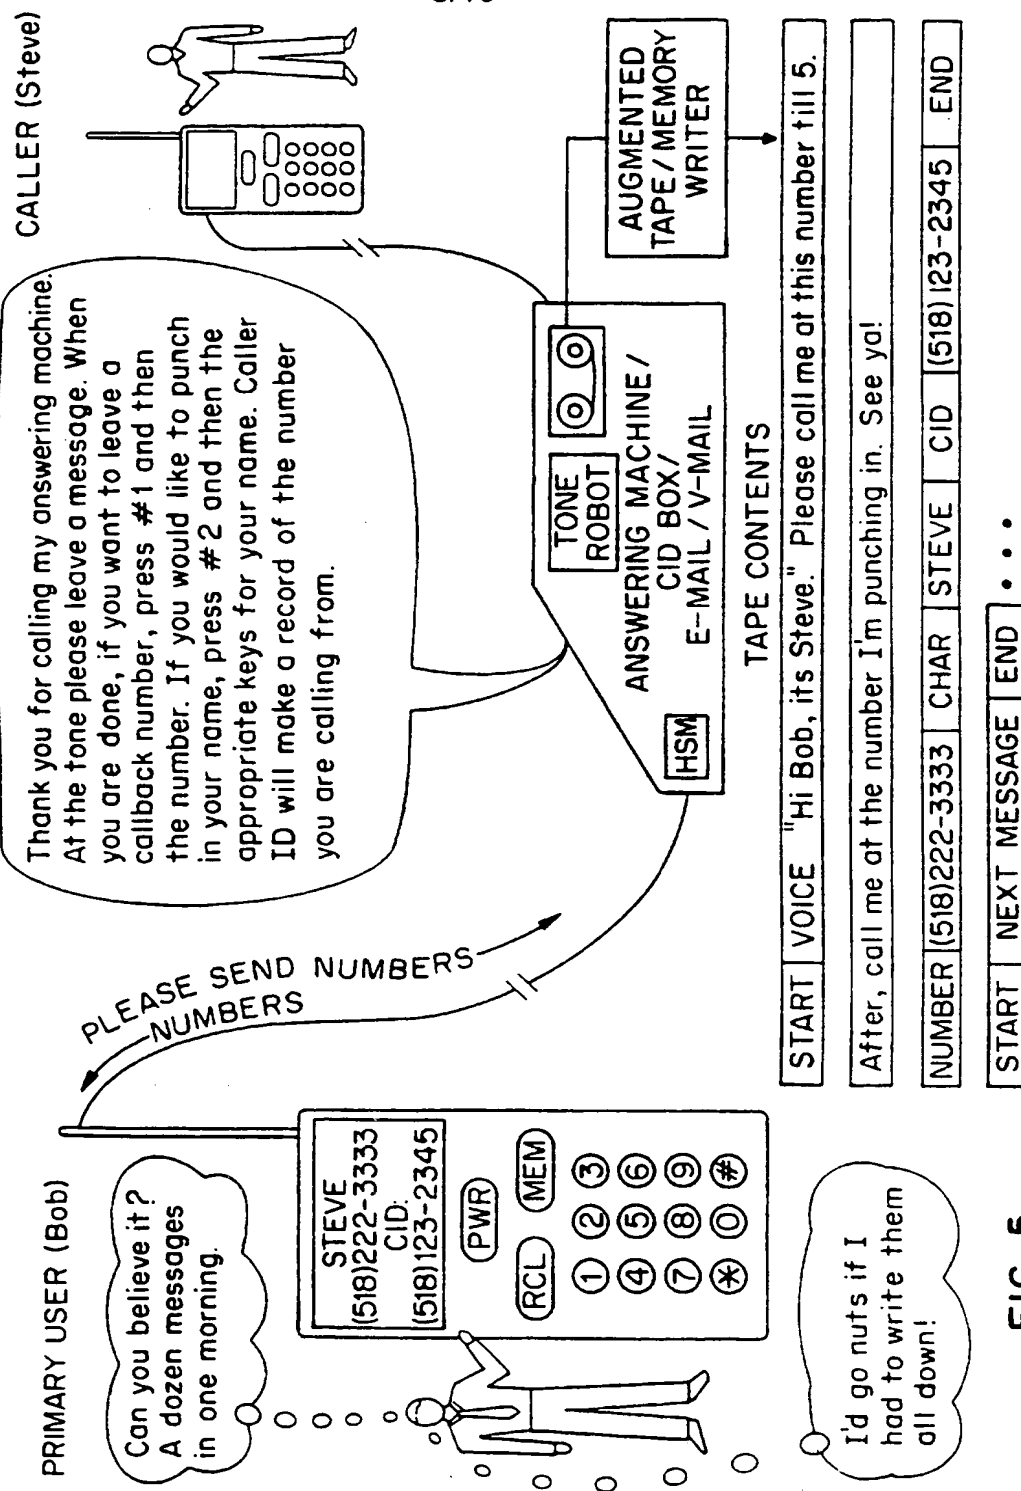 PRIMARY USER (Bob)
CALLER (Steve)
Can you believe it?
A dozen messages
in one morning.
PLEASE SEND NUMBERS
NUMBERS
Thank you for calling my answering machine.
At the tone please leave a message. When
you are done, if you want to leave a
callback number, press #1 and then
the number. If you would like to punch
in your name, press #2 and then the
appropriate keys for your name. Caller
ID will make a record of the number
you are calling from.
STEVE
(518)222-3333
CID:
(518)123-2345
PWR
RCL MEM
1 2 3
4 5 6
7 8 9
* 0 #
HSM
TONE
ROBOT
ANSWERING MACHINE/
CID BOX/
E-MAIL/V-MAIL
AUGMENTED
TAPE/MEMORY
WRITER
TAPE CONTENTS
START VOICE "Hi Bob, its Steve." Please call me at this number till 5.
After, call me at the number I'm punching in. See ya!
NUMBER (518)222-3333 CHAR STEVE CID (518)123-2345 END
START NEXT MESSAGE END • • •
I'd go nuts if I
had to write them
all down!